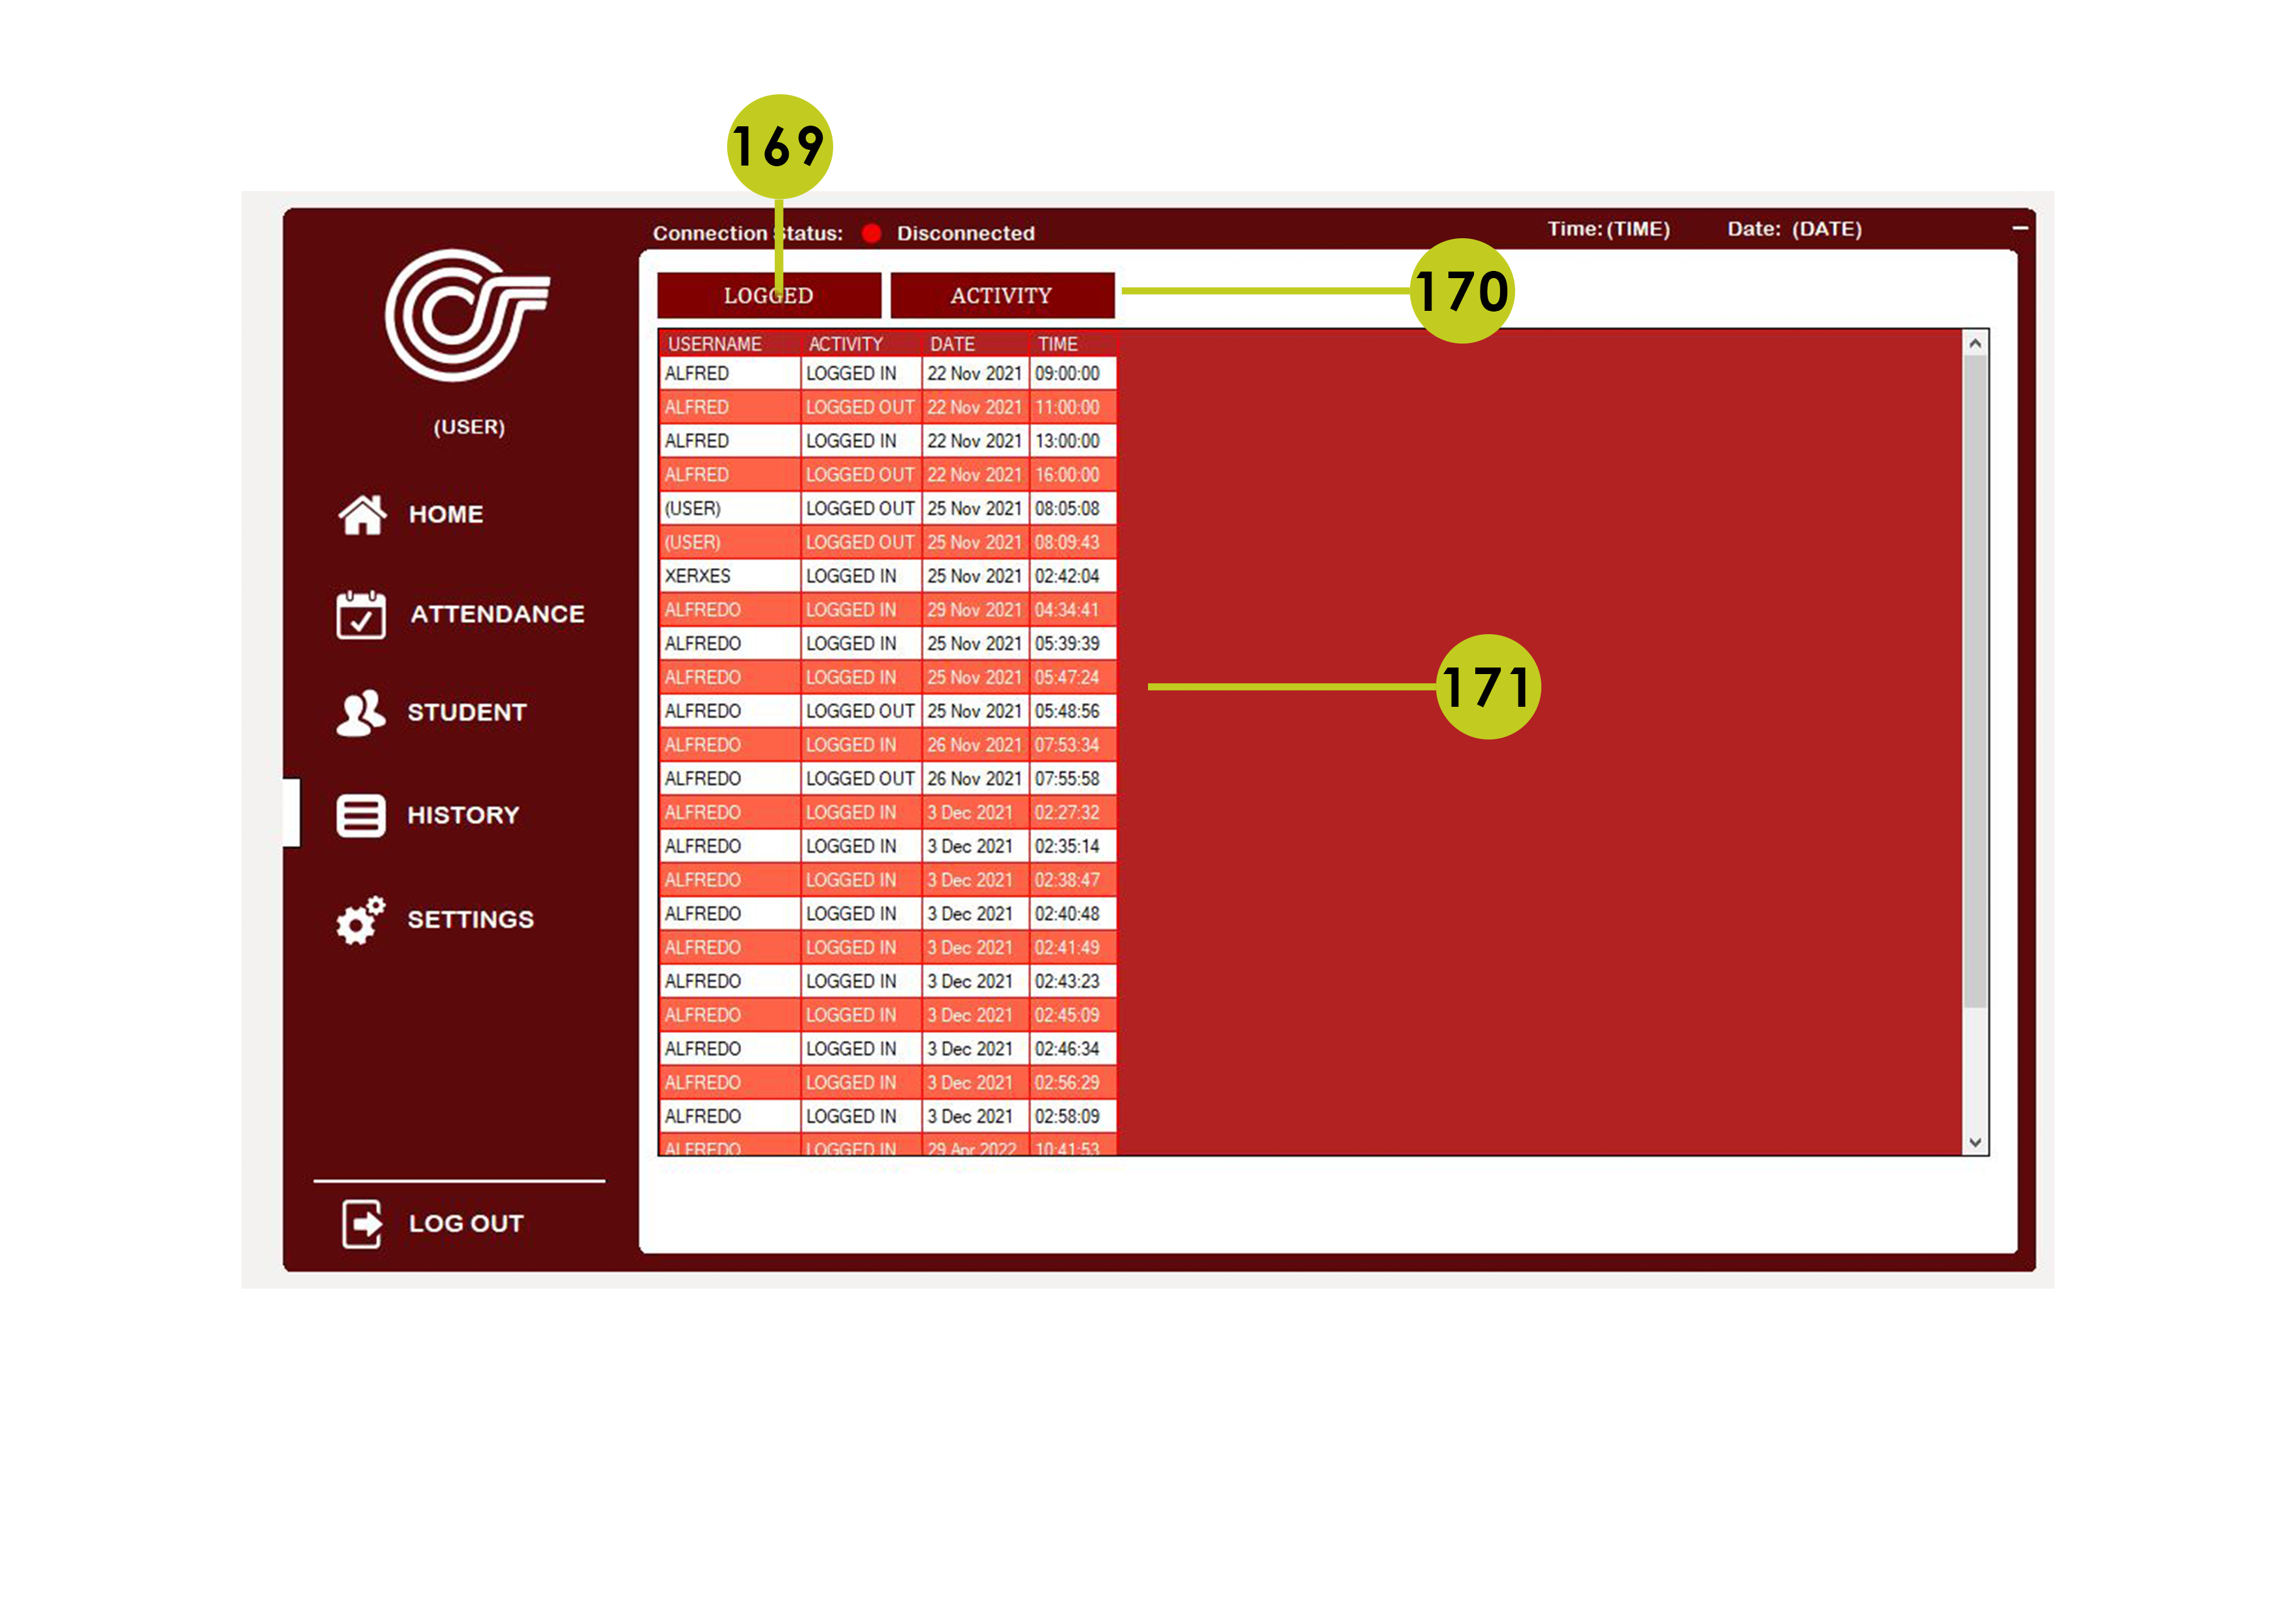 169
Connection Status: Disconnected Time: (TIME) Date: (DATE)
170
LOGGED ACTIVITY
(USER)
HOME
ATTENDANCE
STUDENT
HISTORY
SETTINGS
LOG OUT
USERNAME ACTIVITY DATE TIME
ALFRED LOGGED IN 22 Nov 2021 09:00:00
ALFRED LOGGED OUT 22 Nov 2021 11:00:00
ALFRED LOGGED IN 22 Nov 2021 13:00:00
ALFRED LOGGED OUT 22 Nov 2021 16:00:00
(USER) LOGGED OUT 25 Nov 2021 08:05:08
(USER) LOGGED OUT 25 Nov 2021 08:09:43
XERXES LOGGED IN 25 Nov 2021 02:42:04
ALFREDO LOGGED IN 29 Nov 2021 04:34:41
ALFREDO LOGGED IN 25 Nov 2021 05:39:39
ALFREDO LOGGED IN 25 Nov 2021 05:47:24
171
ALFREDO LOGGED OUT 25 Nov 2021 05:48:56
ALFREDO LOGGED IN 26 Nov 2021 07:53:34
ALFREDO LOGGED OUT 26 Nov 2021 07:55:58
ALFREDO LOGGED IN 3 Dec 2021 02:27:32
ALFREDO LOGGED IN 3 Dec 2021 02:35:14
ALFREDO LOGGED IN 3 Dec 2021 02:38:47
ALFREDO LOGGED IN 3 Dec 2021 02:40:48
ALFREDO LOGGED IN 3 Dec 2021 02:41:49
ALFREDO LOGGED IN 3 Dec 2021 02:43:23
ALFREDO LOGGED IN 3 Dec 2021 02:45:09
ALFREDO LOGGED IN 3 Dec 2021 02:46:34
ALFREDO LOGGED IN 3 Dec 2021 02:56:29
ALFREDO LOGGED IN 3 Dec 2021 02:58:09
ALFREDO LOGGED IN 29 Apr 2022 10:41:53